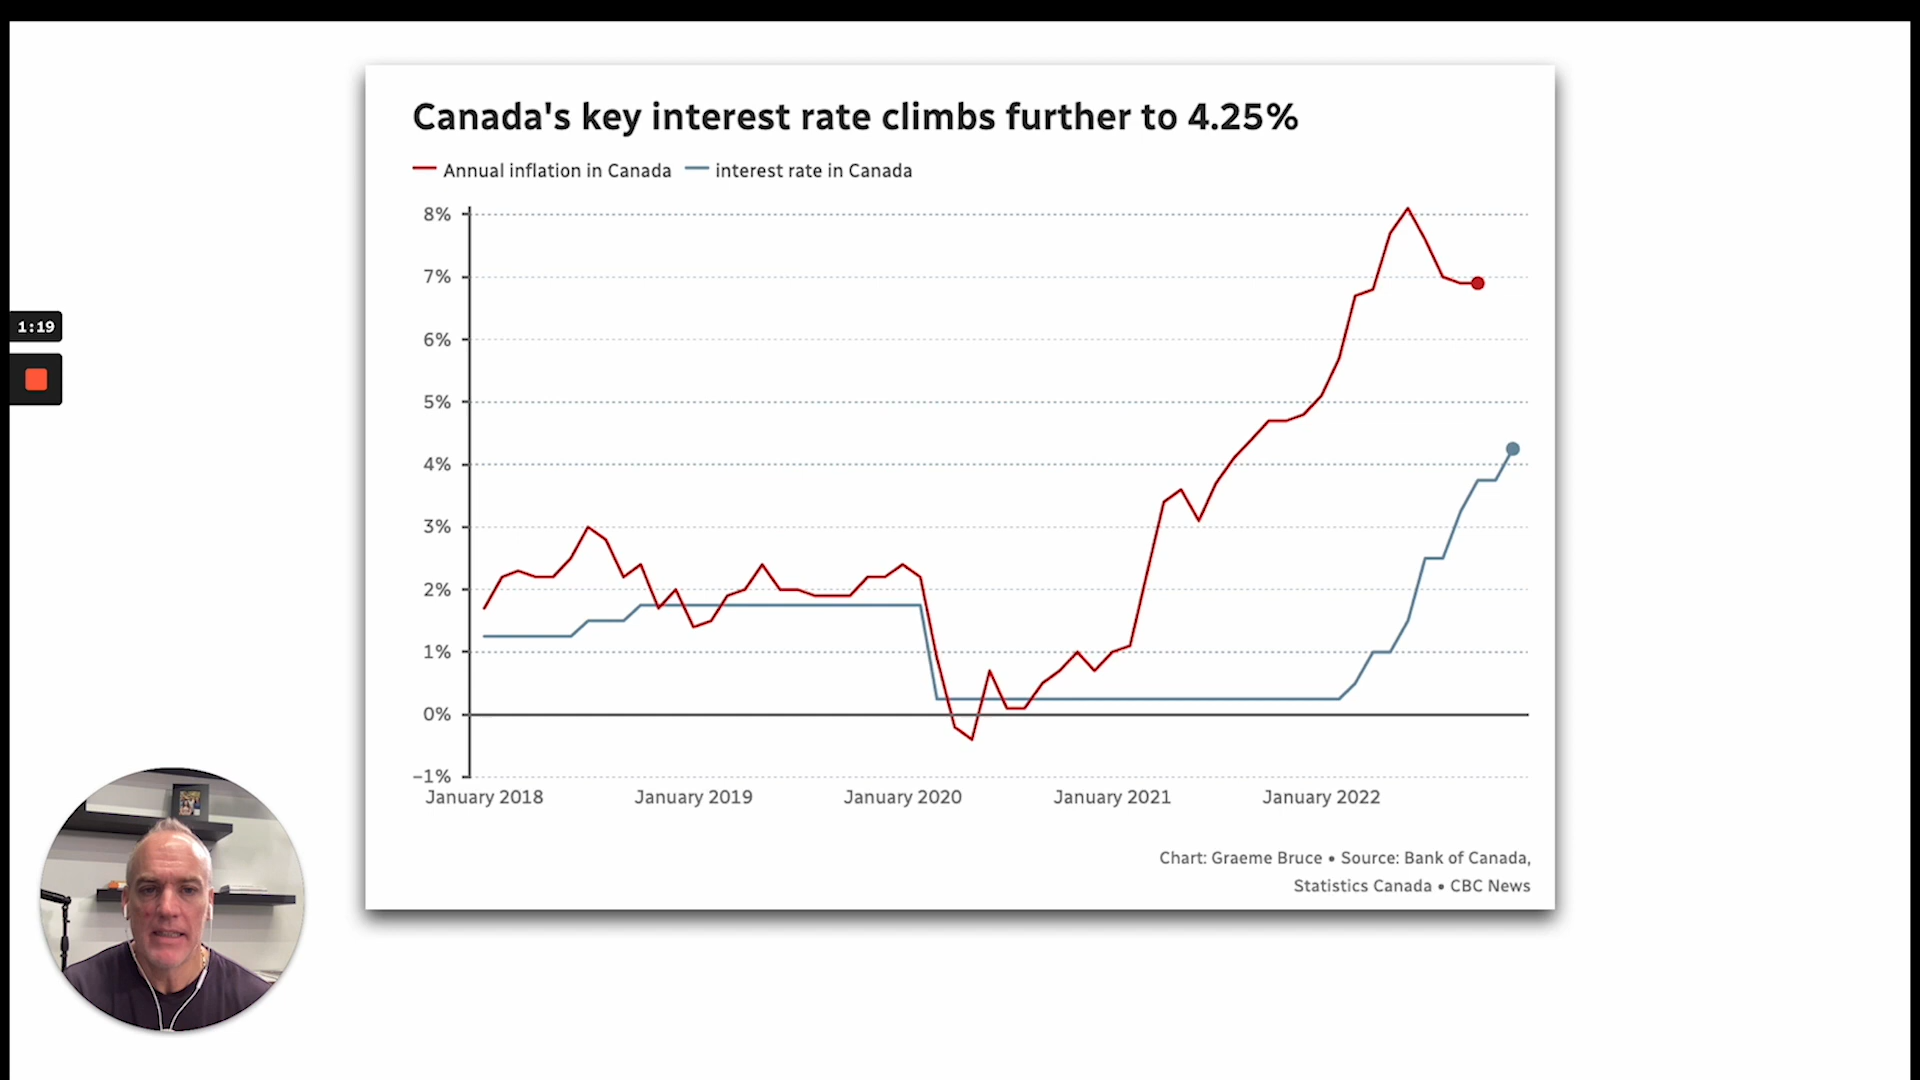 Canada's key interest rate climbs further to 4.25%
Annual inflation in Canada interest rate in Canada
8%
7%
6%
5%
4%
3%
2%
1%
0%
−1%
January 2018 January 2019 January 2020 January 2021 January 2022
Chart: Graeme Bruce • Source: Bank of Canada,
Statistics Canada • CBC News
1:19